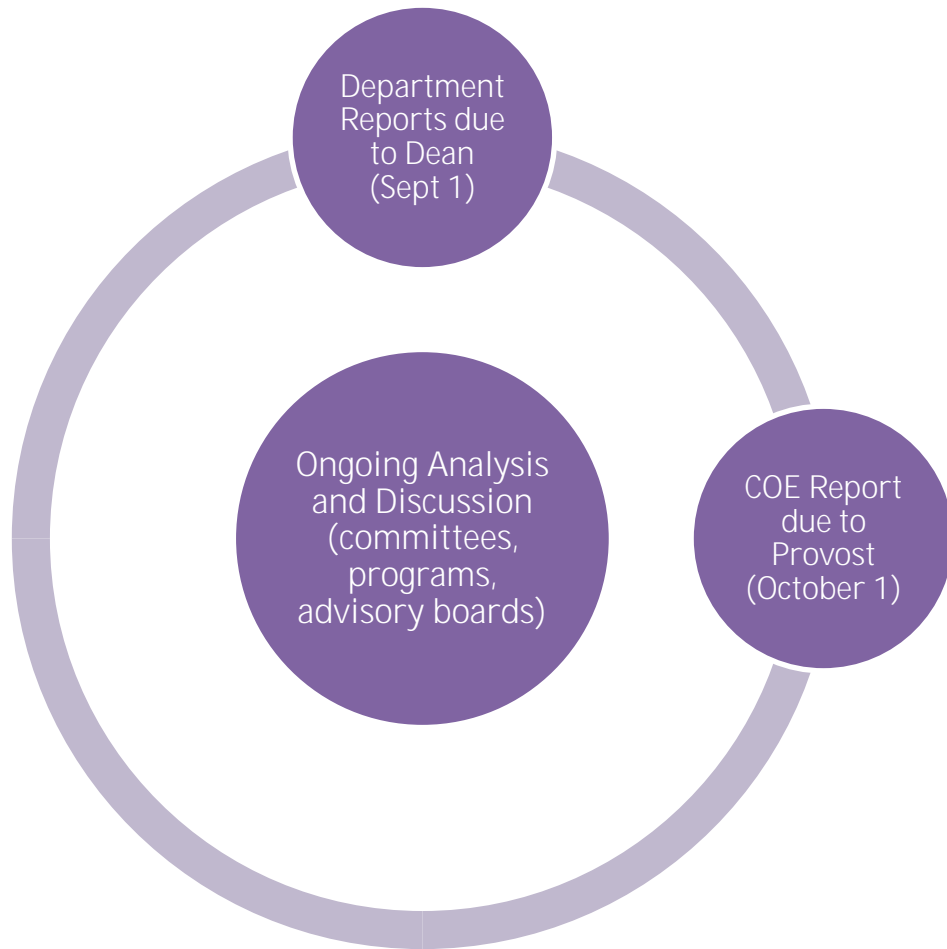 Department
Reports due
to Dean
(Sept 1)
Ongoing Analysis
and Discussion
(committees,
programs,
advisory boards)
COE Report
due to
Provost
(October 1)